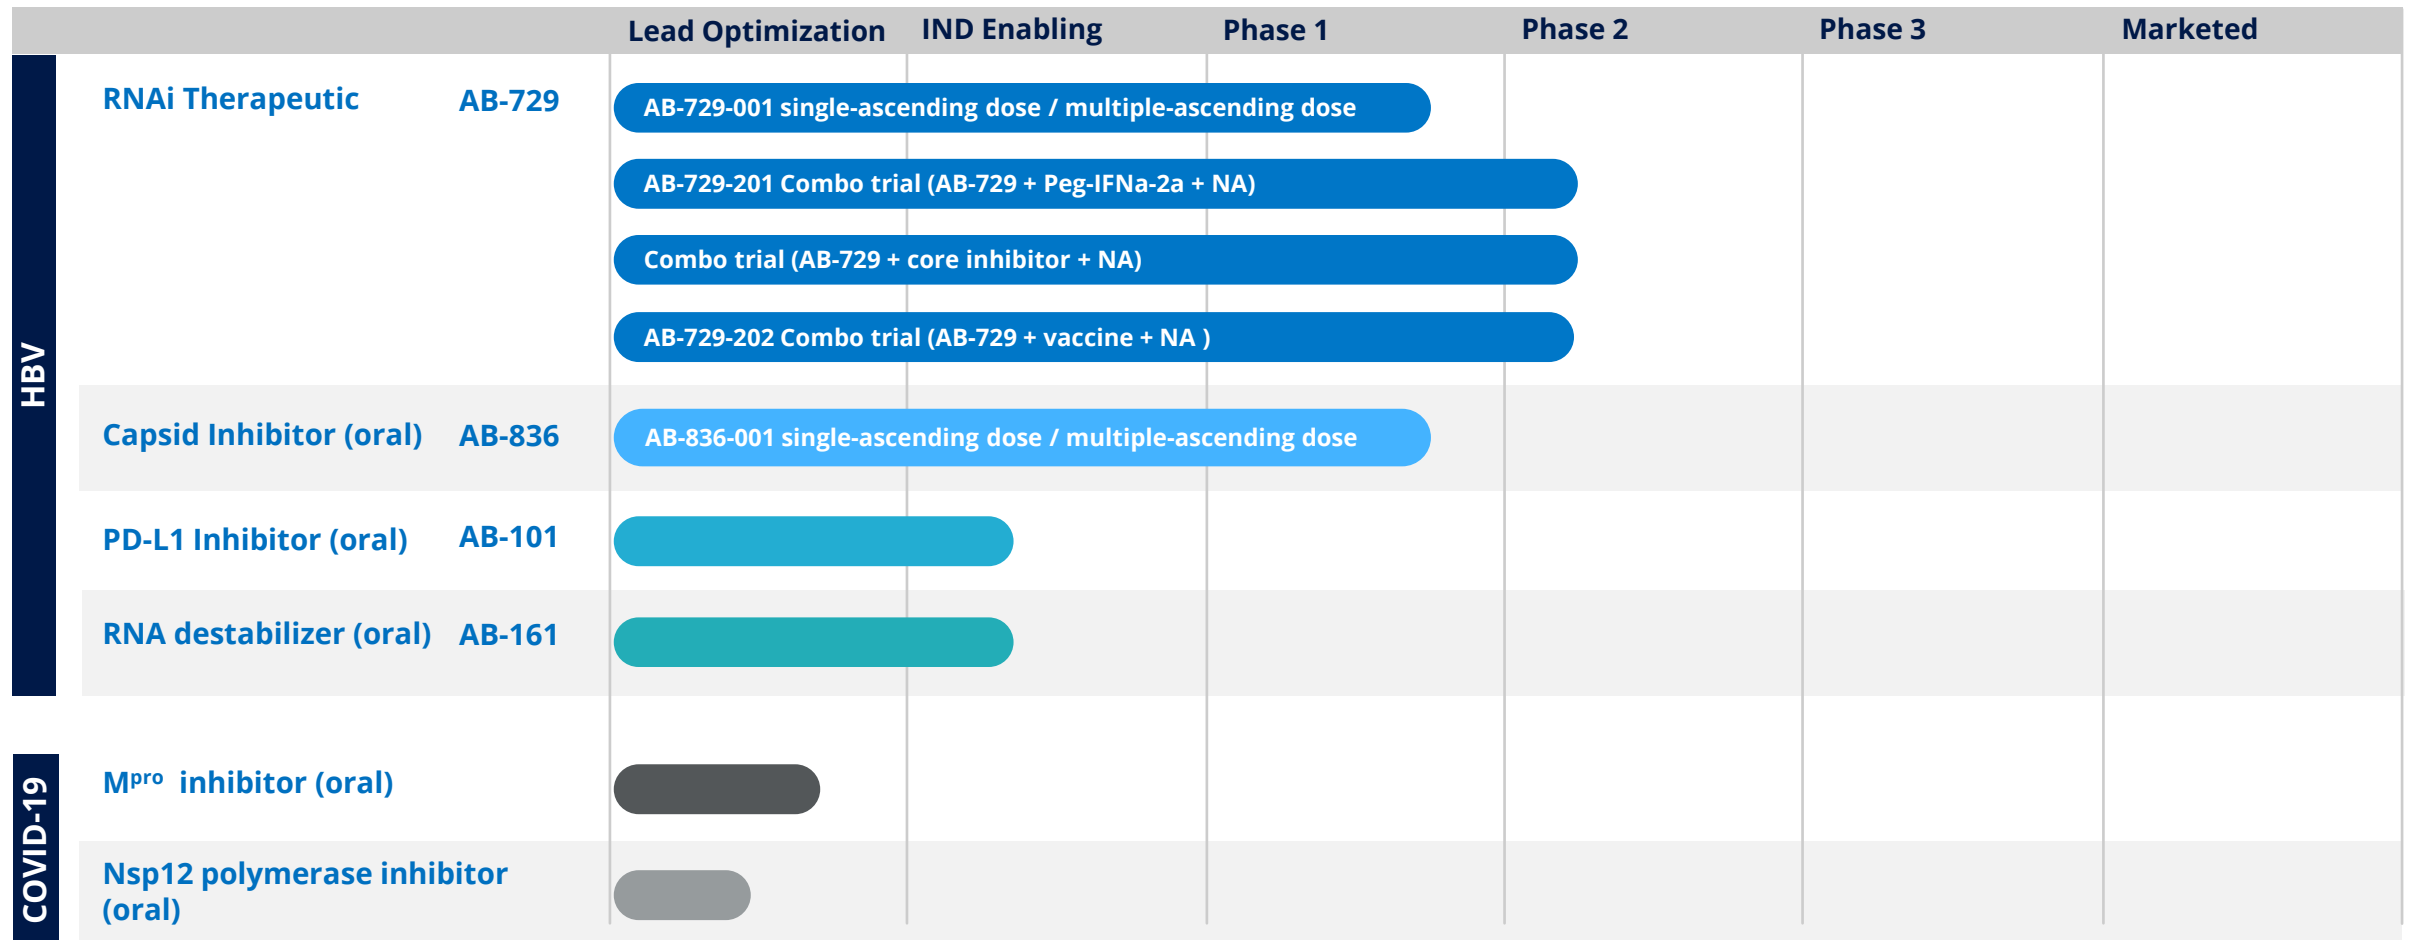 Lead Optimization IND Enabling Phase 1 Phase 2 Phase 3 Marketed
HBV
RNAi Therapeutic AB-729
AB-729-001 single-ascending dose / multiple-ascending dose
AB-729-201 Combo trial (AB-729 + Peg-IFNa-2a + NA)
Combo trial (AB-729 + core inhibitor + NA)
AB-729-202 Combo trial (AB-729 + vaccine + NA )
Capsid Inhibitor (oral) AB-836 AB-836-001 single-ascending dose / multiple-ascending dose
PD-L1 Inhibitor (oral) AB-101
RNA destabilizer (oral) AB-161
COVID-19
Mᵖʳᵒ inhibitor (oral)
Nsp12 polymerase inhibitor
(oral)